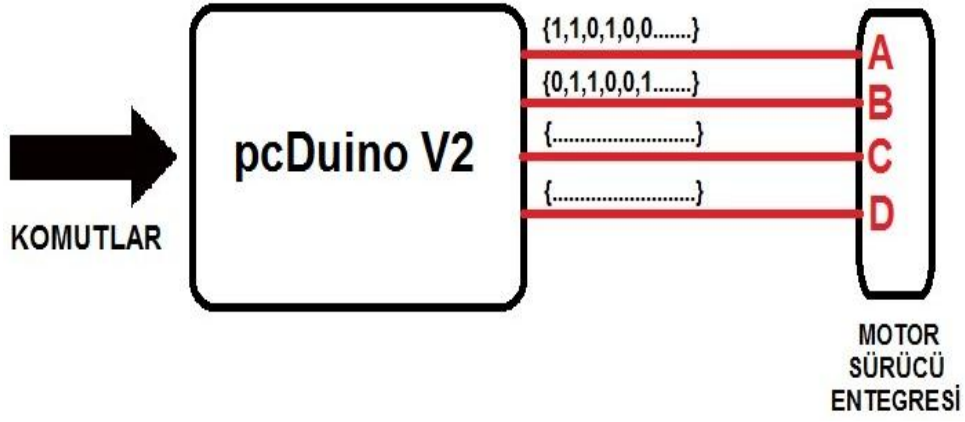 {1,1,0,1,0,0.......}
A
{0,1,1,0,0,1.......}
B
pcDuino V2
{.........................}
C
{.........................}
D
KOMUTLAR
MOTOR
SÜRÜCÜ
ENTEGRESİ